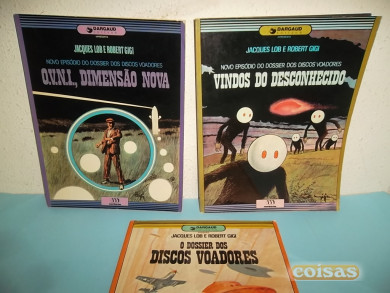 DARGAUD
JACQUES LOB E ROBERT GIGI
NOVO EPISÓDIO DO DOSSIER DOS DISCOS VOADORES
O.V.N.I., DIMENSÃO NOVA
DARGAUD
JACQUES LOB E ROBERT GIGI
NOVO EPISÓDIO DO DOSSIER DOS DISCOS VOADORES
VINDOS DO DESCONHECIDO
DARGAUD
JACQUES LOB E ROBERT GIGI
O DOSSIER DOS
DISCOS VOADORES
coisas